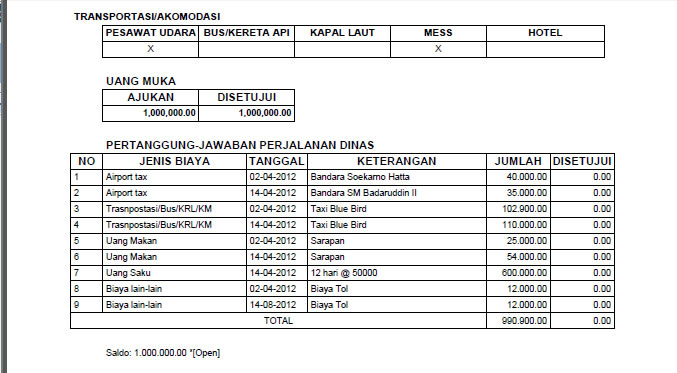 TRANSPORTASI/AKOMODASI
PESAWAT UDARA BUS/KERETA API KAPAL LAUT MESS HOTEL
X X
UANG MUKA
AJUKAN DISETUJUI
1,000,000.00 1,000,000.00
PERTANGGUNG-JAWABAN PERJALANAN DINAS
NO JENIS BIAYA TANGGAL KETERANGAN JUMLAH DISETUJUI
1 Airport tax 02-04-2012 Bandara Soekarno Hatta 40.000.00 0.00
2 Airport tax 14-04-2012 Bandara SM Badaruddin II 35.000.00 0.00
3 Trasnpostasi/Bus/KRL/KM 02-04-2012 Taxi Blue Bird 102.900.00 0.00
4 Trasnpostasi/Bus/KRL/KM 14-04-2012 Taxi Blue Bird 110.000.00 0.00
5 Uang Makan 02-04-2012 Sarapan 25.000.00 0.00
6 Uang Makan 14-04-2012 Sarapan 54.000.00 0.00
7 Uang Saku 14-04-2012 12 hari @ 50000 600.000.00 0.00
8 Biaya lain-lain 02-04-2012 Biaya Tol 12.000.00 0.00
9 Biaya lain-lain 14-08-2012 Biaya Tol 12.000.00 0.00
TOTAL 990.900.00 0.00
Saldo: 1.000.000.00 *[Open]